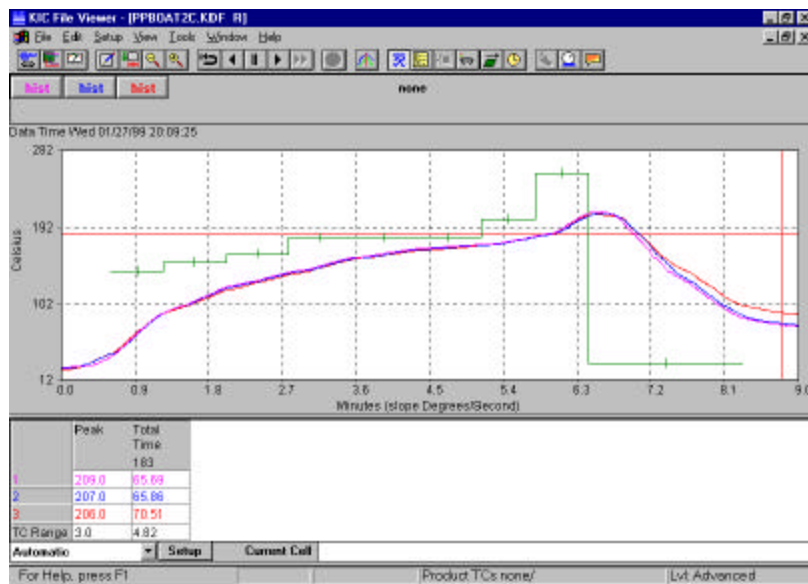 KIC File Viewer - [PPBOAT2C.KDF R]
File Edit Setup View Tools Window Help
hist hist hist none
Data Time Wed 01/27/99 20:09:25
282
192
102
12
Celsius
0.0 0.9 1.8 2.7 3.6 4.5 5.4 6.3 7.2 8.1 9.0
Minutes (slope Degrees/Second)
Peak Total Time 183
1 209.0 65.69
2 207.0 65.86
3 206.0 70.51
TC Range 3.0 4.82
Automatic Setup Current Cell
For Help, press F1 Product TCs none/ Lvl: Advanced